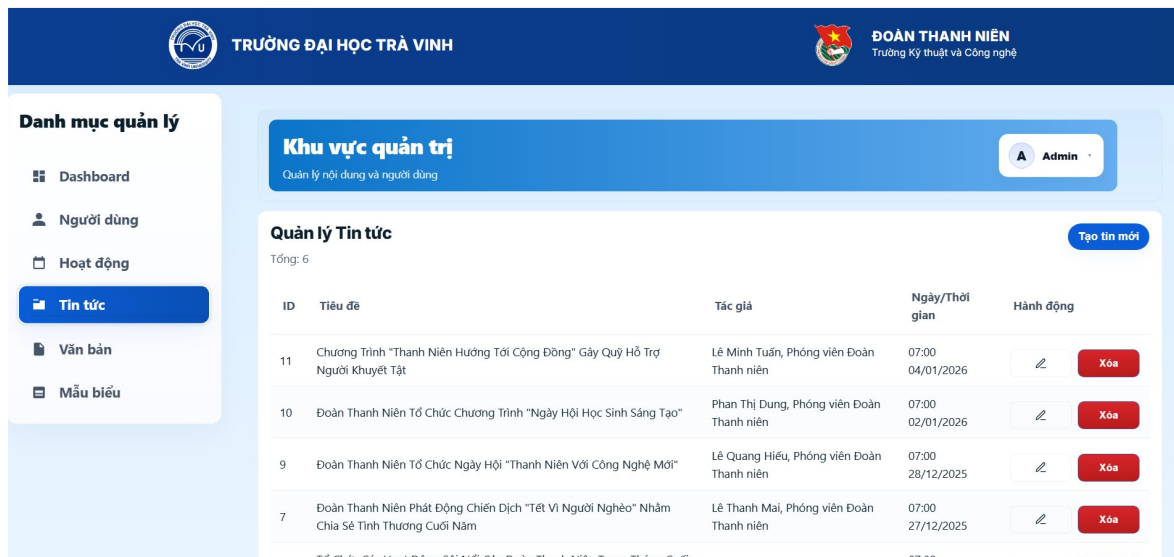 TRƯỜNG ĐẠI HỌC TRÀ VINH
ĐOÀN THANH NIÊN
Trường Kỹ thuật và Công nghệ
Danh mục quản lý
Dashboard
Người dùng
Hoạt động
Tin tức
Văn bản
Mẫu biểu
Khu vực quản trị
Quản lý nội dung và người dùng
A Admin
Quản lý Tin tức
Tạo tin mới
Tổng: 6
ID Tiêu đề Tác giả Ngày/Thời
gian Hành động
11 Chương Trình "Thanh Niên Hướng Tới Cộng Đồng" Gây Quỹ Hỗ Trợ
Người Khuyết Tật
Lê Minh Tuấn, Phóng viên Đoàn
Thanh niên
07:00
04/01/2026
Xóa
10 Đoàn Thanh Niên Tổ Chức Chương Trình "Ngày Hội Học Sinh Sáng Tạo"
Phan Thị Dung, Phóng viên Đoàn
Thanh niên
07:00
02/01/2026
Xóa
9 Đoàn Thanh Niên Tổ Chức Ngày Hội "Thanh Niên Với Công Nghệ Mới"
Lê Quang Hiếu, Phóng viên Đoàn
Thanh niên
07:00
28/12/2025
Xóa
7 Đoàn Thanh Niên Phát Động Chiến Dịch "Tết Vì Người Nghèo" Nhằm
Chia Sẻ Tình Thương Cuối Năm
Lê Thanh Mai, Phóng viên Đoàn
Thanh niên
07:00
27/12/2025
Xóa